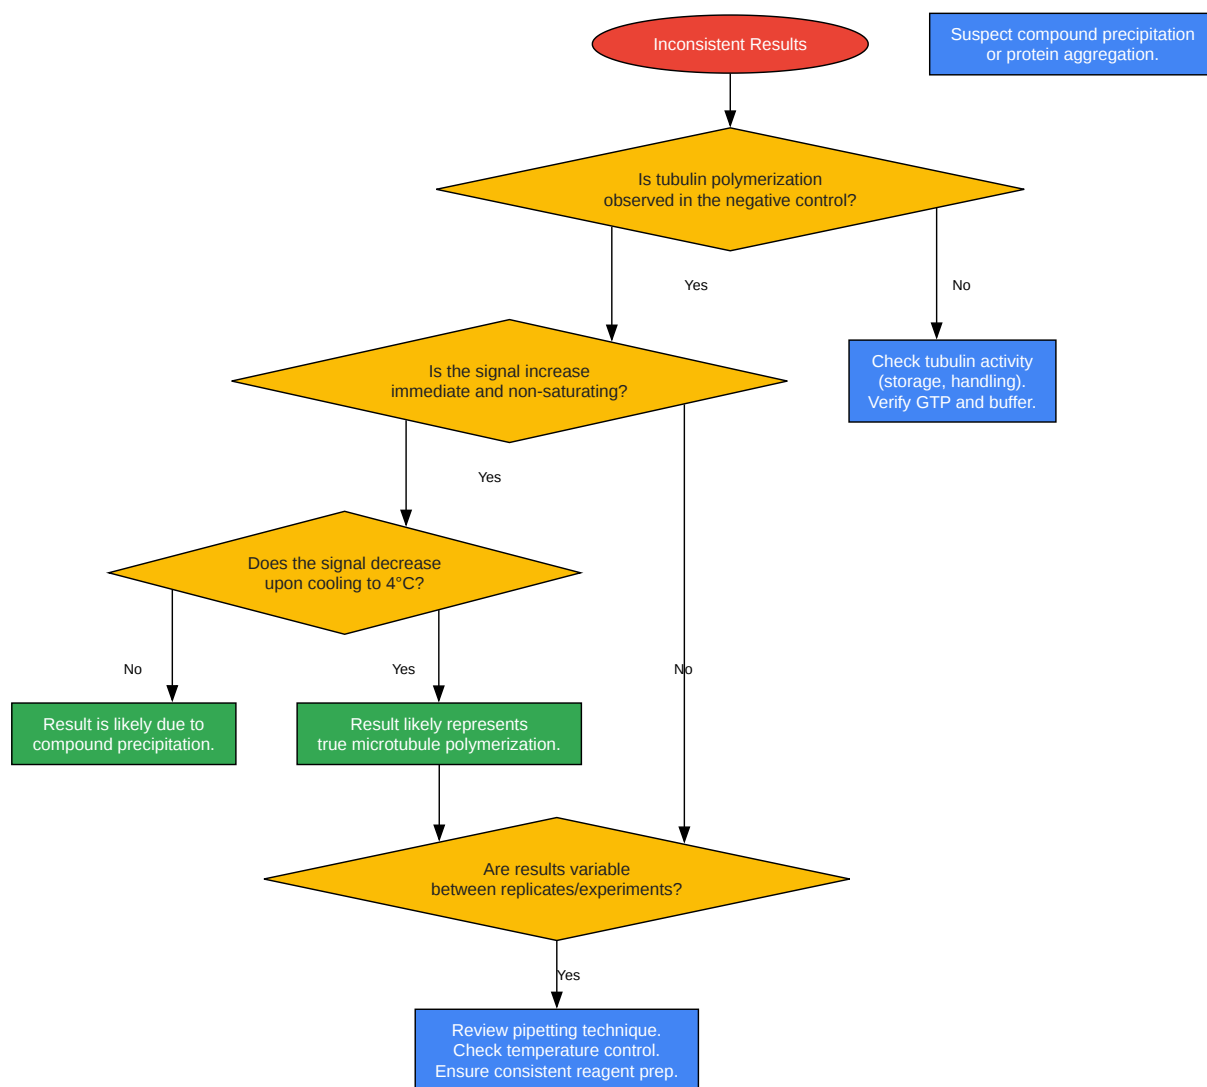 Inconsistent Results
Suspect compound precipitation
or protein aggregation.
Is tubulin polymerization
observed in the negative control?
Yes
No
Is the signal increase
immediate and non-saturating?
Check tubulin activity
(storage, handling).
Verify GTP and buffer.
Yes
Does the signal decrease
upon cooling to 4°C?
No
Yes
No
Result is likely due to
compound precipitation.
Result likely represents
true microtubule polymerization.
Are results variable
between replicates/experiments?
Yes
Review pipetting technique.
Check temperature control.
Ensure consistent reagent prep.